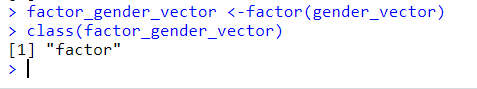 > factor_gender_vector <-factor(gender_vector)
> class(factor_gender_vector)
[1] "factor"
>